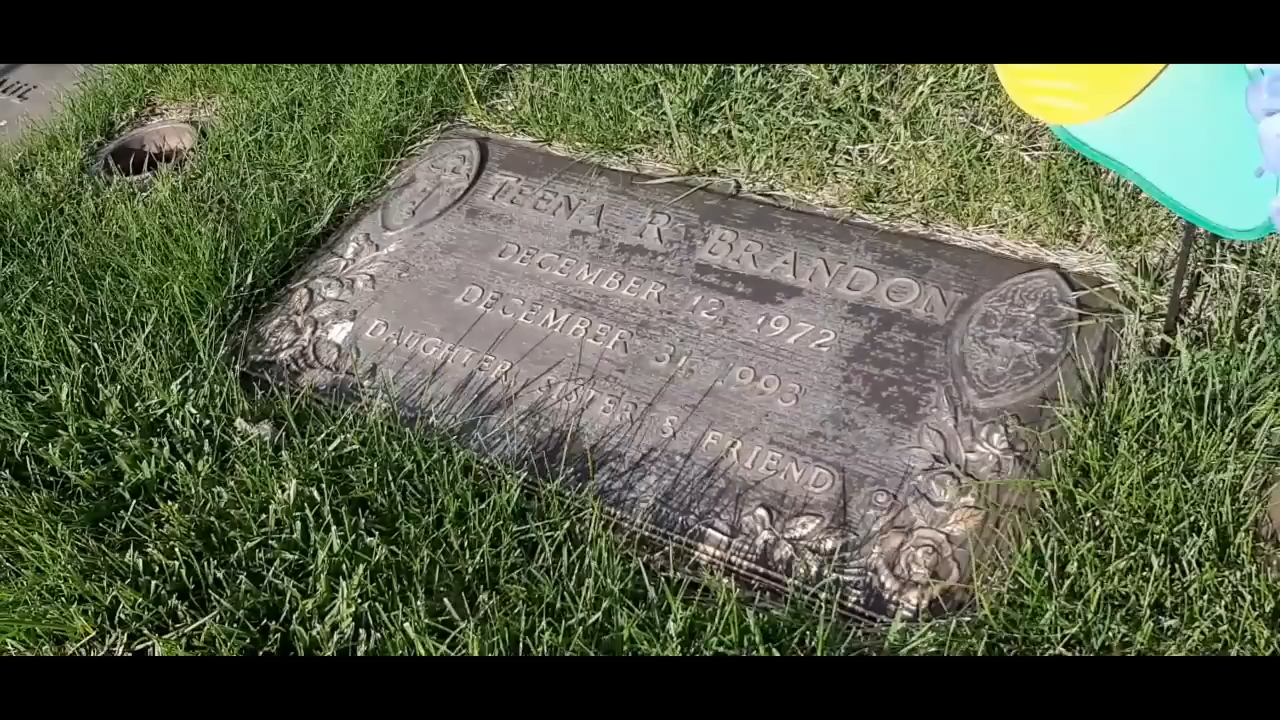 TEENA R. BRANDON
DECEMBER 12, 1972
DECEMBER 31, 1993
DAUGHTER, SISTER & FRIEND